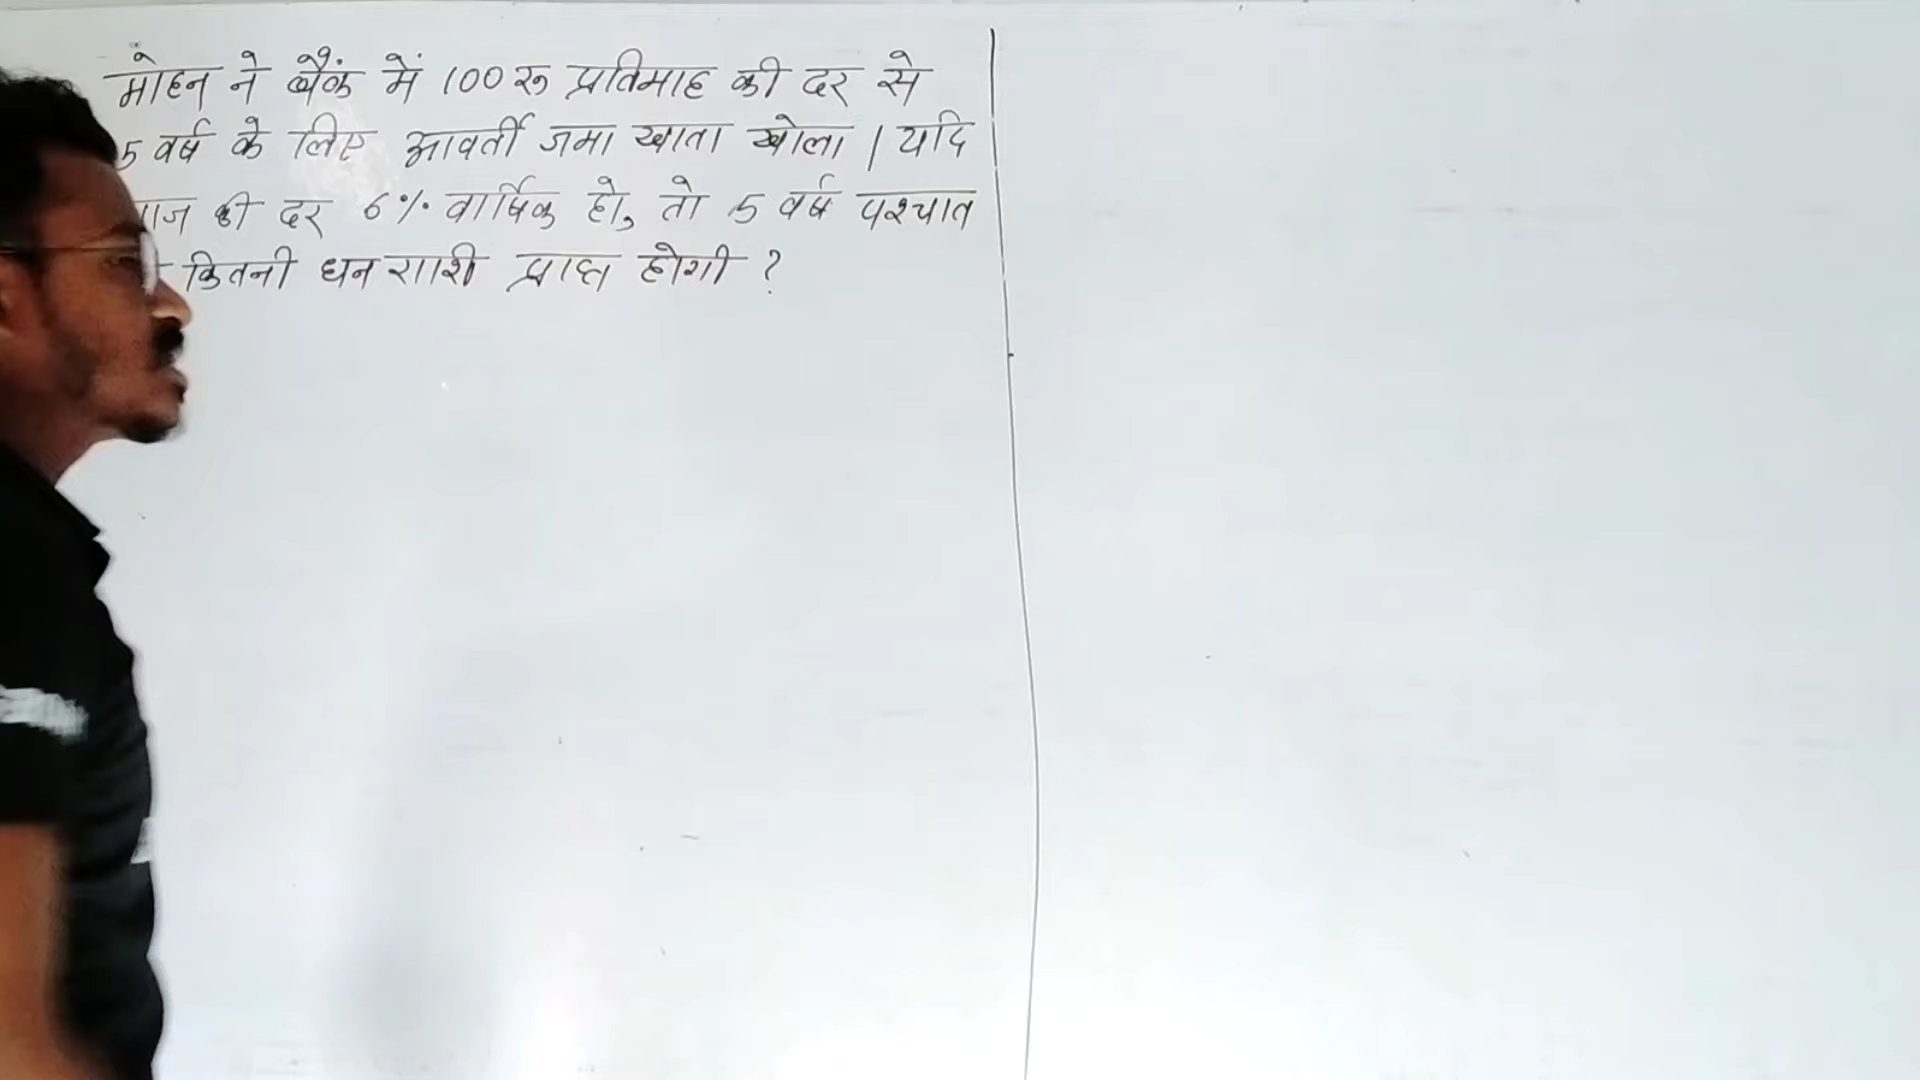 मोहन ने बैंक में 100 रु प्रतिमाह की दर से
5 वर्ष के लिए आवर्ती जमा खाता खोला | यदि
की दर 6% वार्षिक हो, तो 5 वर्ष पश्चात
कितनी धनराशी प्राप्त होगी ?